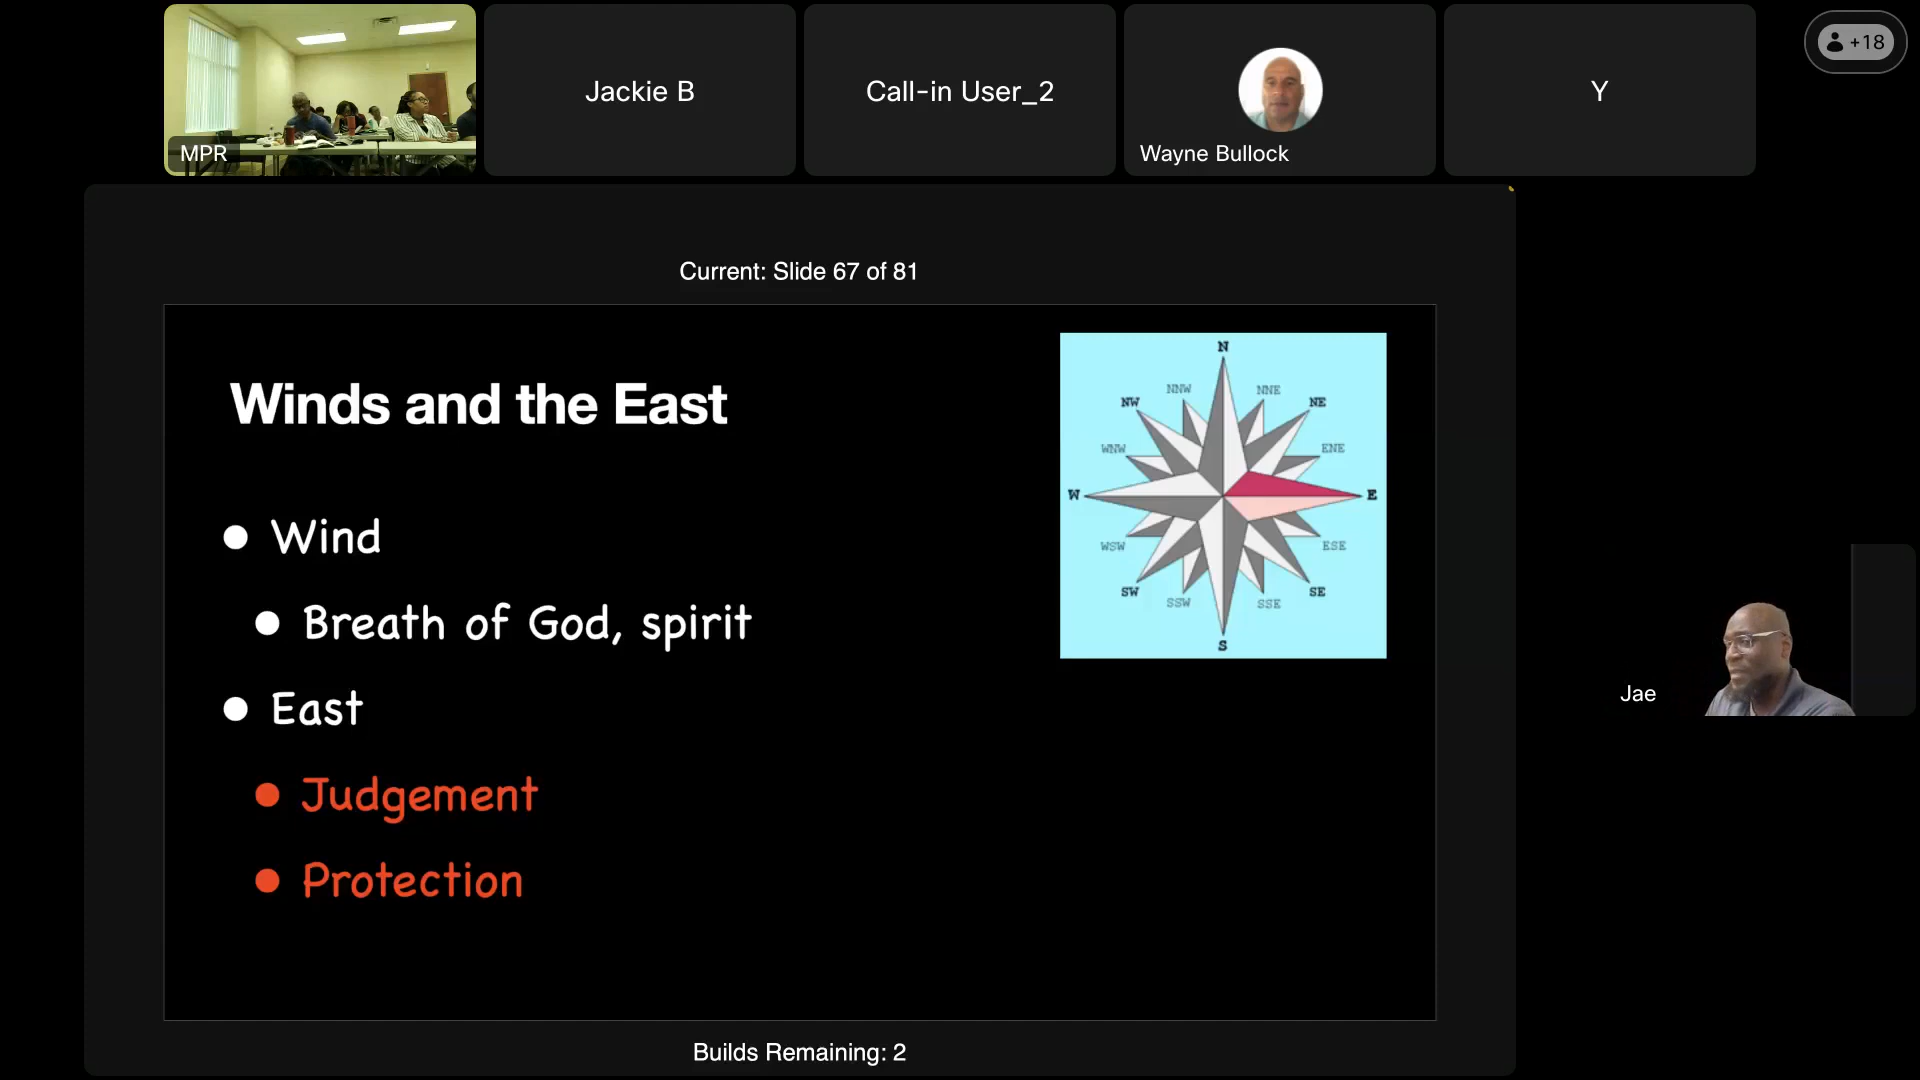 MPR
Jackie B
Call-in User_2
Wayne Bullock
Y
+18
Current: Slide 67 of 81
Winds and the East
Wind
Breath of God, spirit
East
Judgement
Protection
N
NNW
NNE
NW
NE
WNW
ENE
W
E
WSW
ESE
SW
SE
SSW
SSE
S
Jae
Builds Remaining: 2